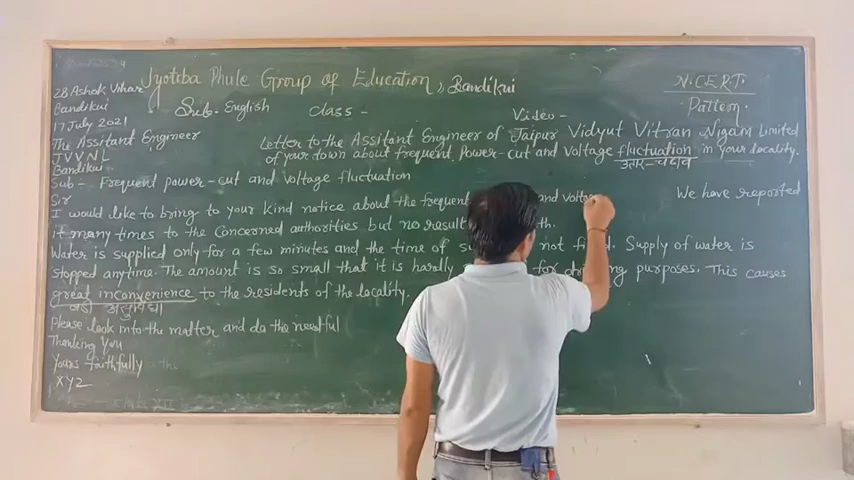 Jyotiba Phule Group of Education, Bandikui
N.C.E.R.T.
Pattern
Sub. English Class -
Video -
28 Ashok Vihar
Bandikui
17 July 2021
The Assitant Engineer
JVVNL
Bandikui
Letter to the Assitant Engineer of Jaipur Vidyut Vitran Nigam Limited
of your town about frequent Power-cut and Voltage fluctuation in your locality.
उतार-चढाव
Sub- Frequent power-cut and voltage fluctuation
Sir
I would like to bring to your kind notice about the frequent and voltage We have reported
it many times to the Concerned authorities but no result
Water is supplied only for a few minutes and the time of not fixed. Supply of water is
stopped anytime. The amount is so small that it is hardly for purposes. This causes
great inconvenience to the residents of the locality.
बडी असुविधा
Please look into the matter and do the needful
Thanking You
Yours faithfully
XYZ